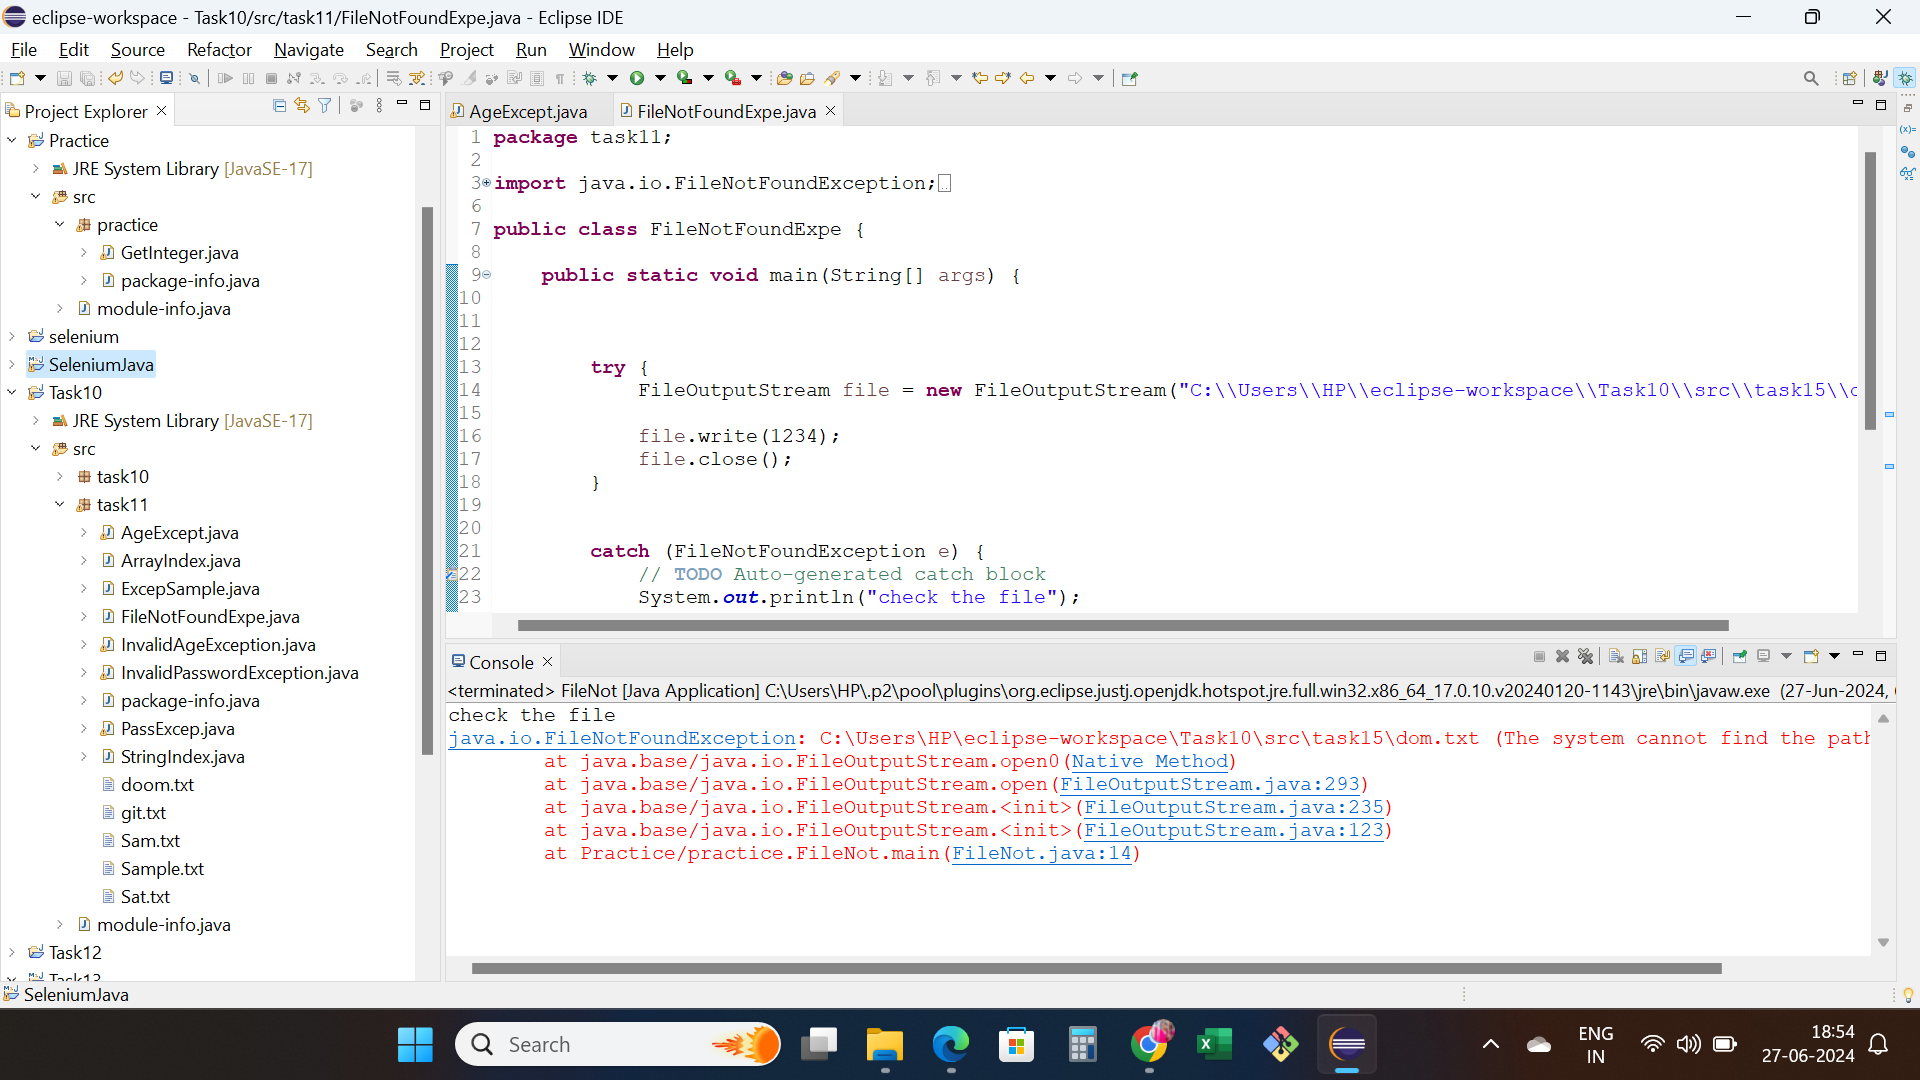 eclipse-workspace - Task10/src/task11/FileNotFoundExpe.java - Eclipse IDE
File Edit Source Refactor Navigate Search Project Run Window Help
Project Explorer
Practice
JRE System Library [JavaSE-17]
src
practice
GetInteger.java
package-info.java
module-info.java
selenium
SeleniumJava
Task10
JRE System Library [JavaSE-17]
src
task10
task11
AgeExcept.java
ArrayIndex.java
ExcepSample.java
FileNotFoundExpe.java
InvalidAgeException.java
InvalidPasswordException.java
package-info.java
PassExcep.java
StringIndex.java
doom.txt
git.txt
Sam.txt
Sample.txt
Sat.txt
module-info.java
Task12
Task13
SeleniumJava
AgeExcept.java FileNotFoundExpe.java
1 package task11;
2
3 import java.io.FileNotFoundException;
6
7 public class FileNotFoundExpe {
8
9 public static void main(String[] args) {
10
11
12
13 try {
14 FileOutputStream file = new FileOutputStream("C:\\Users\\HP\\eclipse-workspace\\Task10\\src\\task15\\
15
16 file.write(1234);
17 file.close();
18 }
19
20
21 catch (FileNotFoundException e) {
22 // TODO Auto-generated catch block
23 System.out.println("check the file");
Console
<terminated> FileNot [Java Application] C:\Users\HP\.p2\pool\plugins\org.eclipse.justj.openjdk.hotspot.jre.full.win32.x86_64_17.0.10.v20240120-1143\jre\bin\javaw.exe (27-Jun-2024,
check the file
java.io.FileNotFoundException: C:\Users\HP\eclipse-workspace\Task10\src\task15\dom.txt (The system cannot find the path
at java.base/java.io.FileOutputStream.open0(Native Method)
at java.base/java.io.FileOutputStream.open(FileOutputStream.java:293)
at java.base/java.io.FileOutputStream.<init>(FileOutputStream.java:235)
at java.base/java.io.FileOutputStream.<init>(FileOutputStream.java:123)
at Practice/practice.FileNot.main(FileNot.java:14)
Search
ENG
IN
18:54
27-06-2024